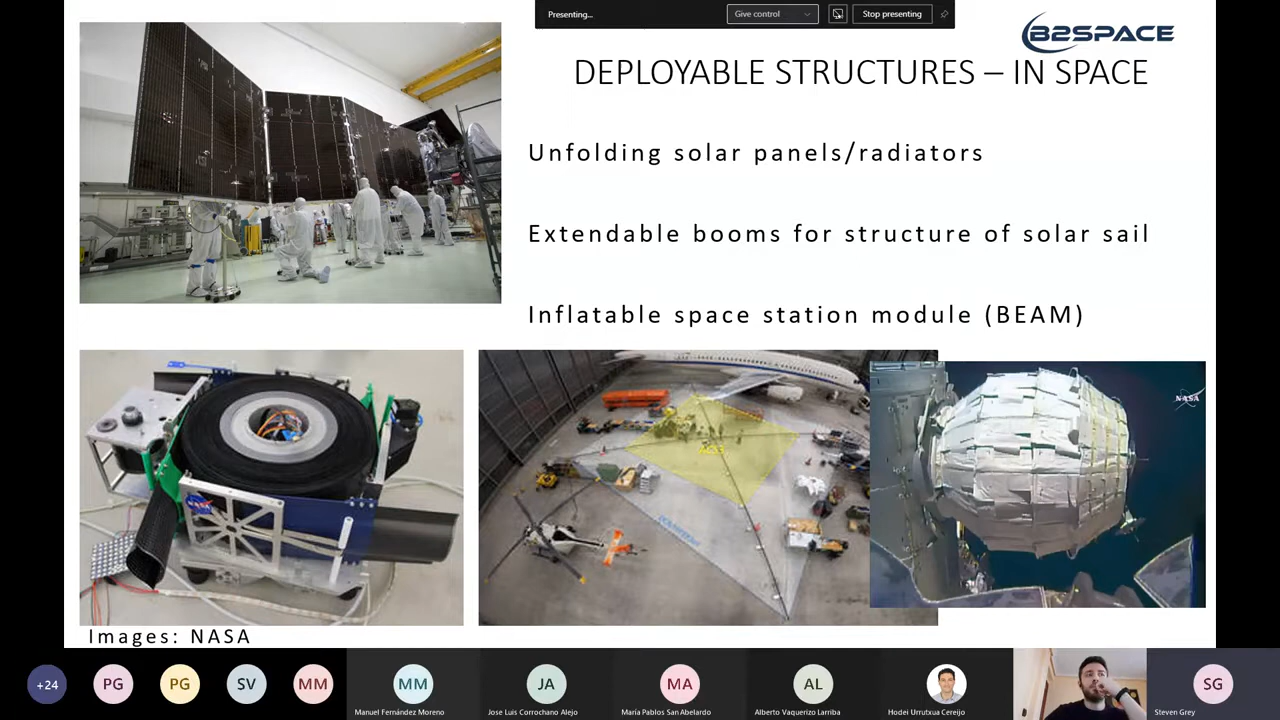 Presenting...
Give control
Stop presenting
B2SPACE
DEPLOYABLE STRUCTURES – IN SPACE
Unfolding solar panels/radiators
Extendable booms for structure of solar sail
Inflatable space station module (BEAM)
NASA
NASA
Images: NASA
+24
PG
PG
SV
MM
MM
JA
MA
AL
SG
Manuel Fernández Moreno
Jose Luis Corrochano Alejo
María Pablos San Abelardo
Alberto Vaquerizo Larriba
Hodei Urrutxua Cereijo
Steven Grey